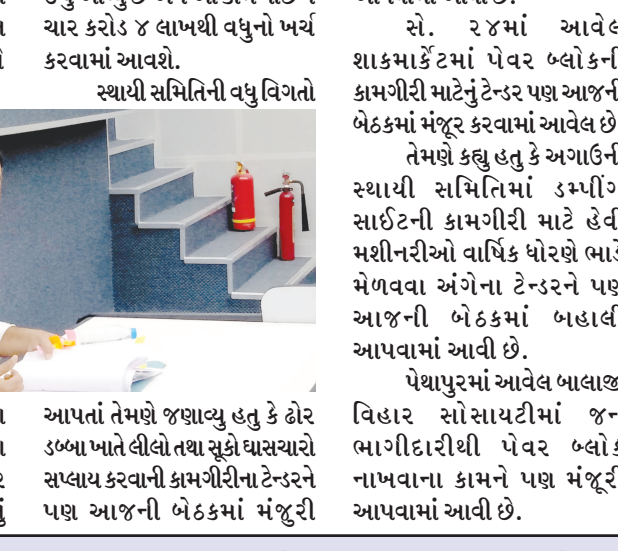 ચાર કરોડ ૪ લાખથી વધુનો ખર્ચ
કરવામાં આવશે.
સ્થાયી સમિતિની વધુ વિગતો
આપતાં તેમણે જણાવ્યુ હતુ કે ઢોર
ડબ્બા ખાતે લીલો તથા સૂકો ઘાસચારો
સપ્લાય કરવાની કામગીરીના ટેન્ડરને
પણ આજની બેઠકમાં મંજુરી
સે. ૨૪માં આવેલ
શાકમાર્કેટમાં પેવર બ્લોકની
કામગીરી માટેનું ટેન્ડર પણ આજની
બેઠકમાં મંજૂર કરવામાં આવેલ છે
તેમણે કહ્યુ હતુ કે અગાઉની
સ્થાયી સમિતિમાં ડમ્પીંગ
સાઈટની કામગીરી માટે હેવી
મશીનરીઓ વાર્ષિક ધોરણે ભાડે
મેળવવા અંગેના ટેન્ડરને પણ
આજની બેઠકમાં બહાલી
આપવામાં આવી છે.
પેથાપુરમાં આવેલ બાલાજી
વિહાર સોસાયટીમાં જન
ભાગીદારીથી પેવર બ્લોક
નાખવાના કામને પણ મંજૂરી
આપવામાં આવી છે.